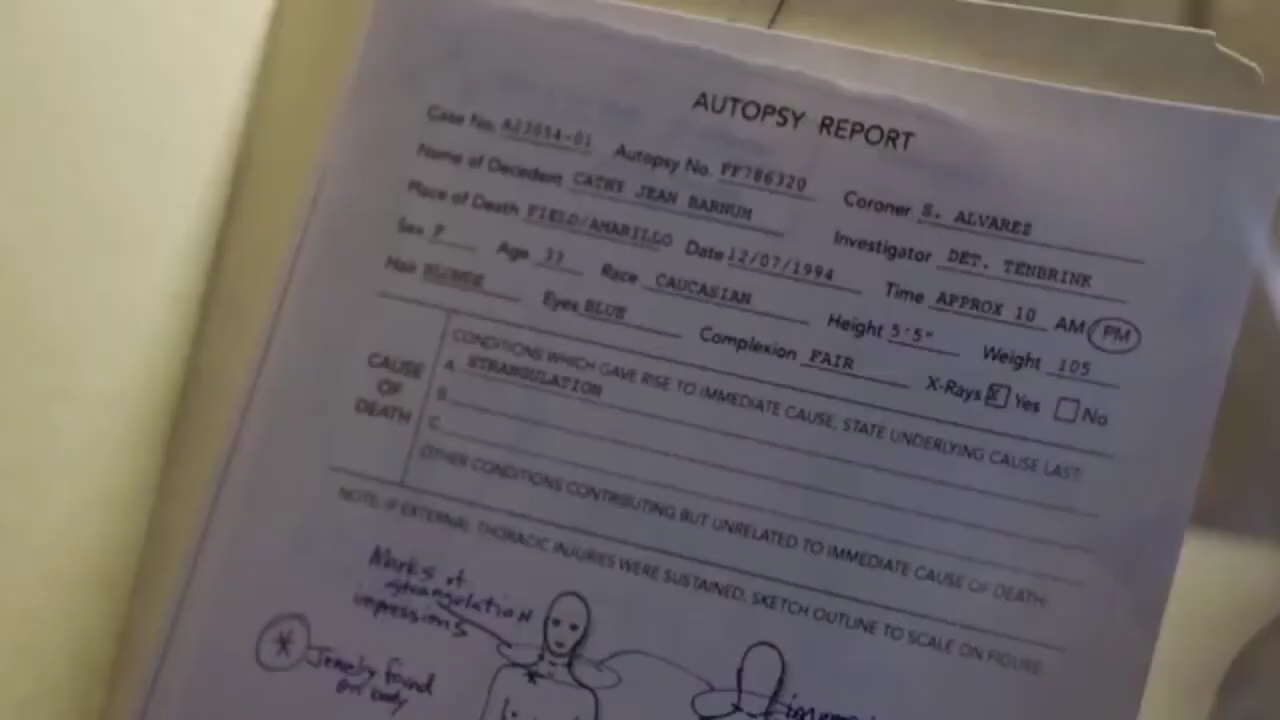 AUTOPSY REPORT
Case No. A23054-01 Autopsy No. FF786320 Coroner S. ALVARES
Name of Decedent CATHY JEAN BARNUM Investigator DET. TENBRINK
Place of Death FIELD/AMARILLO Date 12/07/1994 Time APPROX 10 AM PM
Sex F Age Race CAUCASIAN Height 5'5" Weight 105
Hair BLONDE Eyes BLUE Complexion FAIR X-Rays X Yes No
CAUSE OF DEATH
CONDITIONS WHICH GAVE RISE TO IMMEDIATE CAUSE, STATE UNDERLYING CAUSE LAST:
A. STRANGULATION
B.
C.
OTHER CONDITIONS CONTRIBUTING BUT UNRELATED TO IMMEDIATE CAUSE OF DEATH:
NOTE: IF EXTERNAL THORACIC INJURIES WERE SUSTAINED, SKETCH OUTLINE TO SCALE ON FIGURE:
Marks of
strangulation
impressions
* Jewelry found
on body